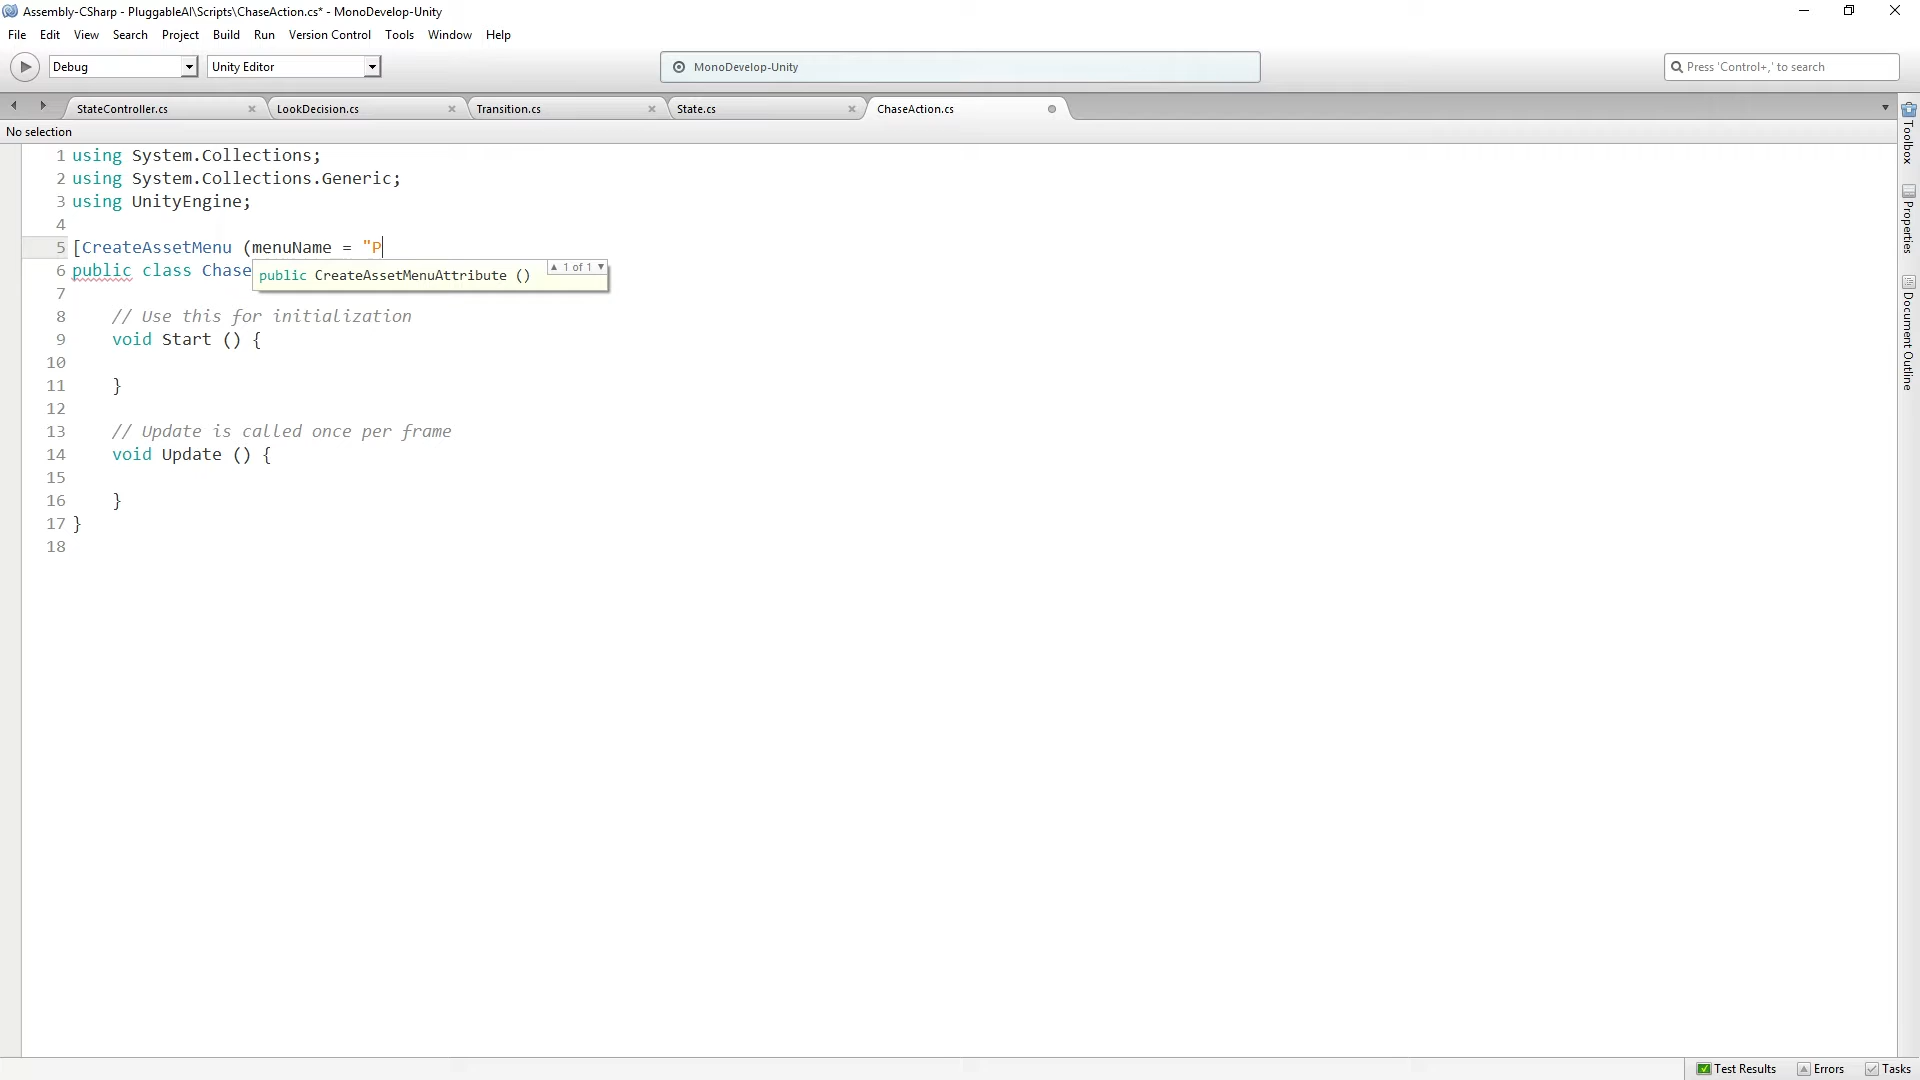 Assembly-CSharp - PluggableAI\Scripts\ChaseAction.cs* - MonoDevelop-Unity
File Edit View Search Project Build Run Version Control Tools Window Help
Debug Unity Editor MonoDevelop-Unity Press 'Control+,' to search
StateController.cs LookDecision.cs Transition.cs State.cs ChaseAction.cs
No selection
1 using System.Collections;
2 using System.Collections.Generic;
3 using UnityEngine;
4
5 [CreateAssetMenu (menuName = "P
6 public class Chase
1 of 1
public CreateAssetMenuAttribute ()
7
8 // Use this for initialization
9 void Start () {
10
11 }
12
13 // Update is called once per frame
14 void Update () {
15
16 }
17 }
18
Toolbox
Properties
Document Outline
Test Results Errors Tasks